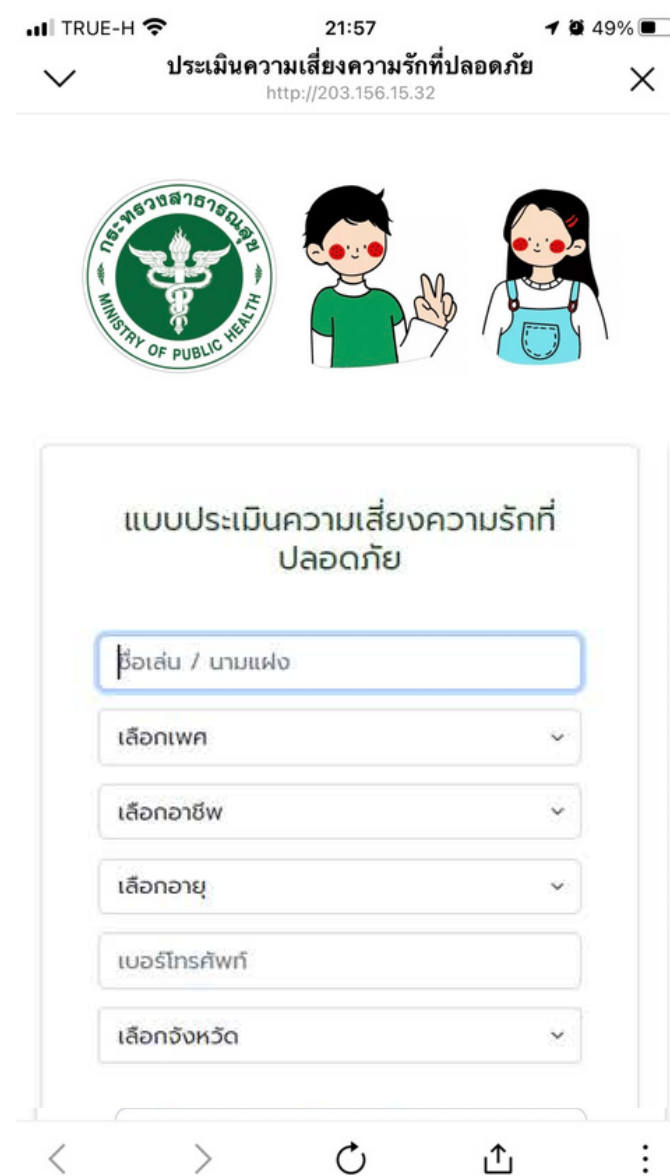 TRUE-H
21:57
49%
ประเมินความเสี่ยงความรักที่ปลอดภัย
http://203.156.15.32
กระทรวงสาธารณสุข
MINISTRY OF PUBLIC HEALTH
แบบประเมินความเสี่ยงความรักที่
ปลอดภัย
ชื่อเล่น / นามแฝง
เลือกเพศ
เลือกอาชีพ
เลือกอายุ
เบอร์โทรศัพท์
เลือกจังหวัด